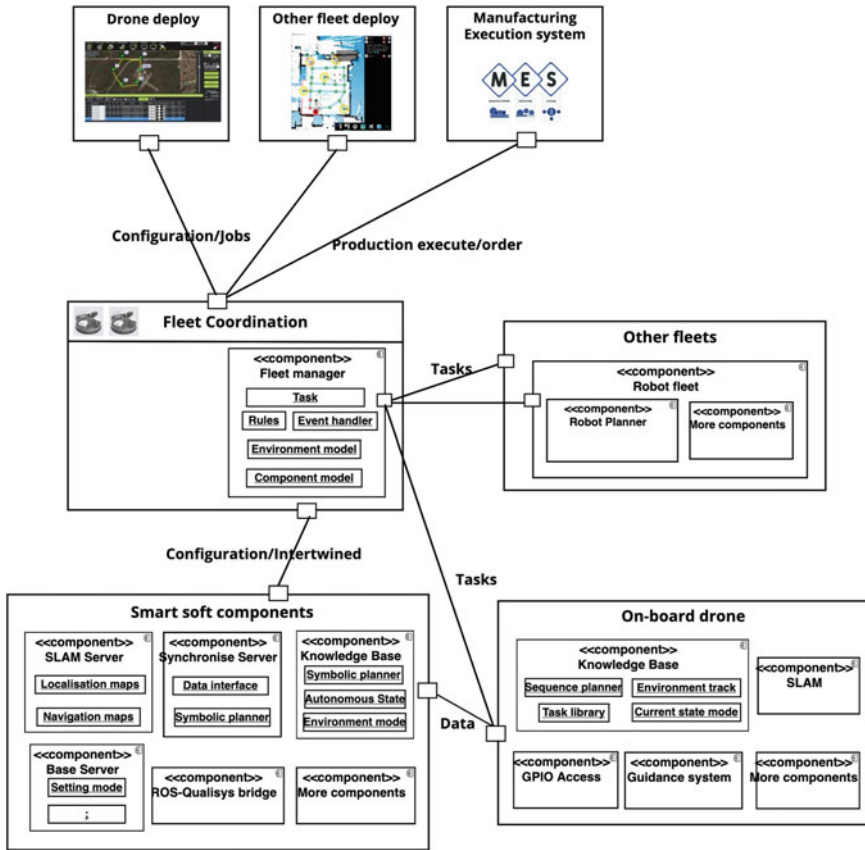 Drone deploy
Other fleet deploy
Manufacturing
Execution system
M E S
Configuration/Jobs
Production execute/order
Fleet Coordination
<<component>>
Fleet manager
Task
Rules
Event handler
Environment model
Component model
Tasks
Other fleets
<<component>>
Robot fleet
<<component>>
Robot Planner
<<component>>
More components
Configuration/Intertwined
Tasks
Smart soft components
<<component>>
SLAM Server
Localisation maps
Navigation maps
<<component>>
Synchronise Server
Data interface
Symbolic planner
<<component>>
Knowledge Base
Symbolic planner
Autonomous State
Environment mode
<<component>>
Base Server
Setting mode
;
<<component>>
ROS-Qualisys bridge
<<component>>
More components
Data
On-board drone
<<component>>
Knowledge Base
Sequence planner
Environment track
Task library
Current state mode
<<component>>
SLAM
<<component>>
GPIO Access
<<component>>
Guidance system
<<component>>
More components